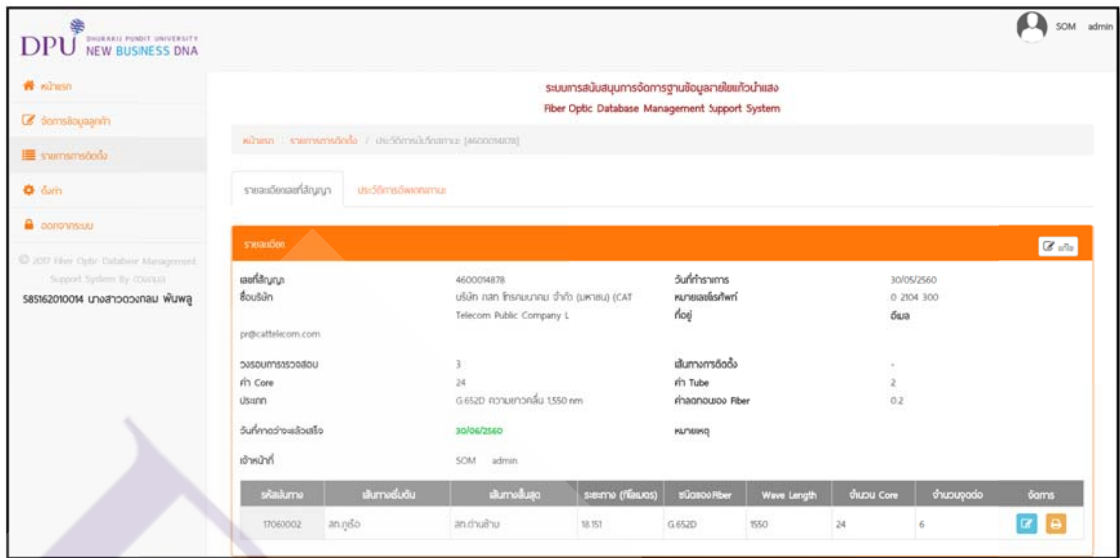 DPU DHURAKIJ PUNDIT UNIVERSITY
NEW BUSINESS DNA
SOM admin
หน้าแรก
จัดการข้อมูลลูกค้า
รายการการติดตั้ง
ตั้งค่า
ออกจากระบบ
© 2017 Fiber Optic Database Management
Support System By ดวงกมล
585162010014 นางสาวดวงกมล พันพลู
ระบบการสนับสนุนการจัดการฐานข้อมูลายใยแก้วนำแสง
Fiber Optic Database Management Support System
หน้าแรก / รายการการติดตั้ง / ประวัติการบันทึกสถานะ [4600014878]
รายละเอียดเลขที่สัญญา ประวัติการอัพเดทสถานะ
รายละเอียด แก้ไข
เลขที่สัญญา 4600014878 วันที่ทำรายการ 30/05/2560
ชื่อบริษัท บริษัท กสท โทรคมนาคม จำกัด (มหาชน) (CAT หมายเลขโทรศัพท์ 0 2104 300
Telecom Public Company L ที่อยู่ อีเมล
pr@cattelecom.com
วงรอบการตรวจสอบ 3 เส้นทางการติดตั้ง -
ค่า Core 24 ค่า Tube 2
ประเภท G.652D ความยาวคลื่น 1,550 nm ค่าลดทอนของ Fiber 0.2
วันที่คาดว่าจะแล้วเสร็จ 30/06/2560 หมายเหตุ
เจ้าหน้าที่ SOM admin
รหัสเส้นทาง เส้นทางเริ่มต้น เส้นทางสิ้นสุด ระยะทาง (กิโลเมตร) ชนิดของ Fiber Wave Length จำนวน Core จำนวนจุดต่อ จัดการ
17060002 สก.ภูเรือ สก.ด่านซ้าย 18.151 G.652D 1550 24 6